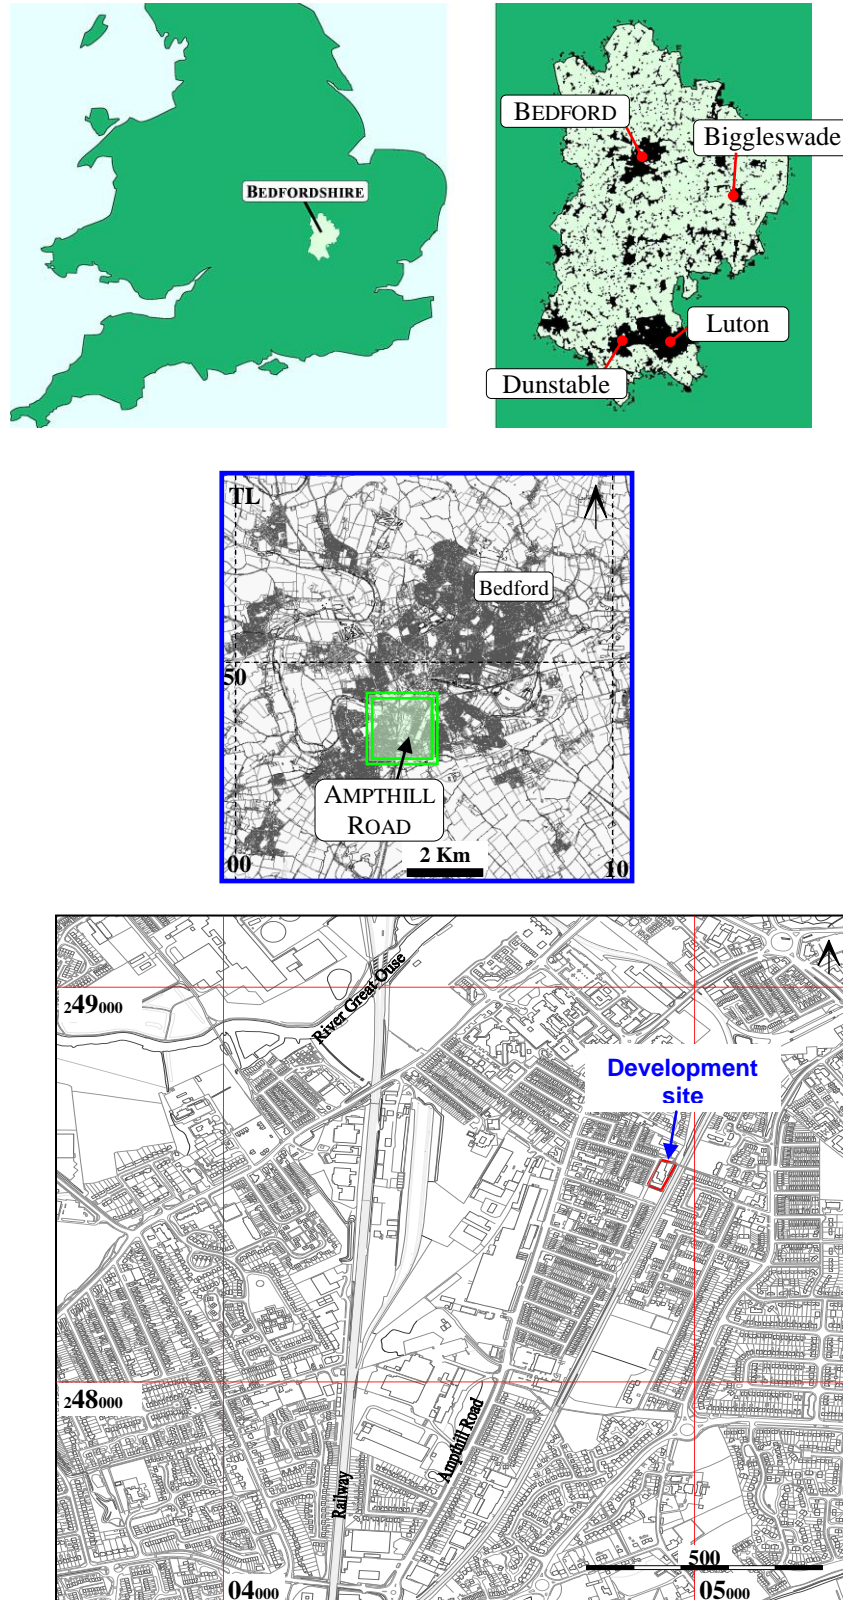 BEDFORDSHIRE
BEDFORD
Biggleswade
Luton
Dunstable
TL
Bedford
50
AMPTHILL
ROAD
2 Km
00
10
River Great Ouse
249000
Development
site
248000
Ampthill Road
Railway
500
04000
05000